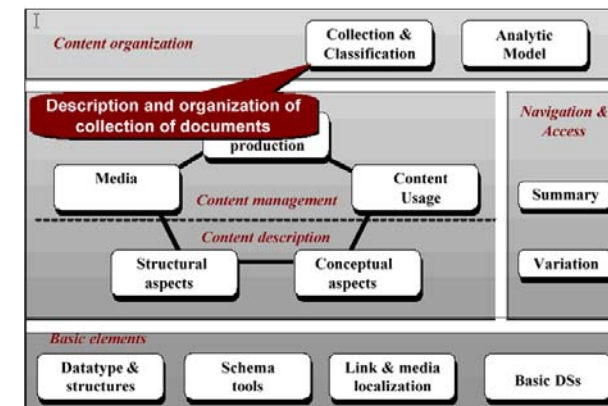 Content organization
Collection &
Classification
Analytic
Model
Description and organization of
collection of documents
production
Navigation &
Access
Media
Content management
Content
Usage
Summary
Content description
Structural
aspects
Conceptual
aspects
Variation
Basic elements
Datatype &
structures
Schema
tools
Link & media
localization
Basic DSs